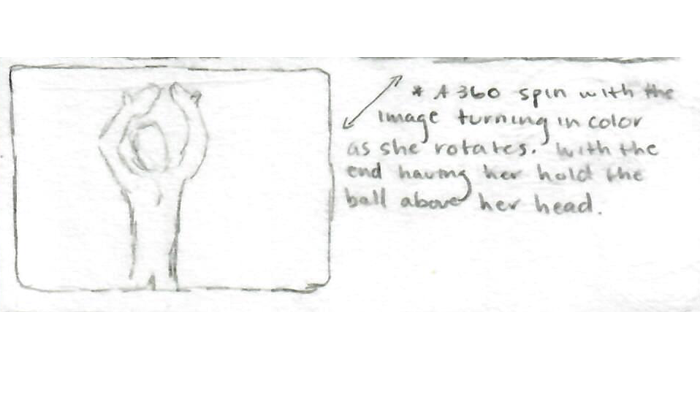 * A 360 spin with the
image turning in color
as she rotates. With the
end having her hold the
ball above her head.